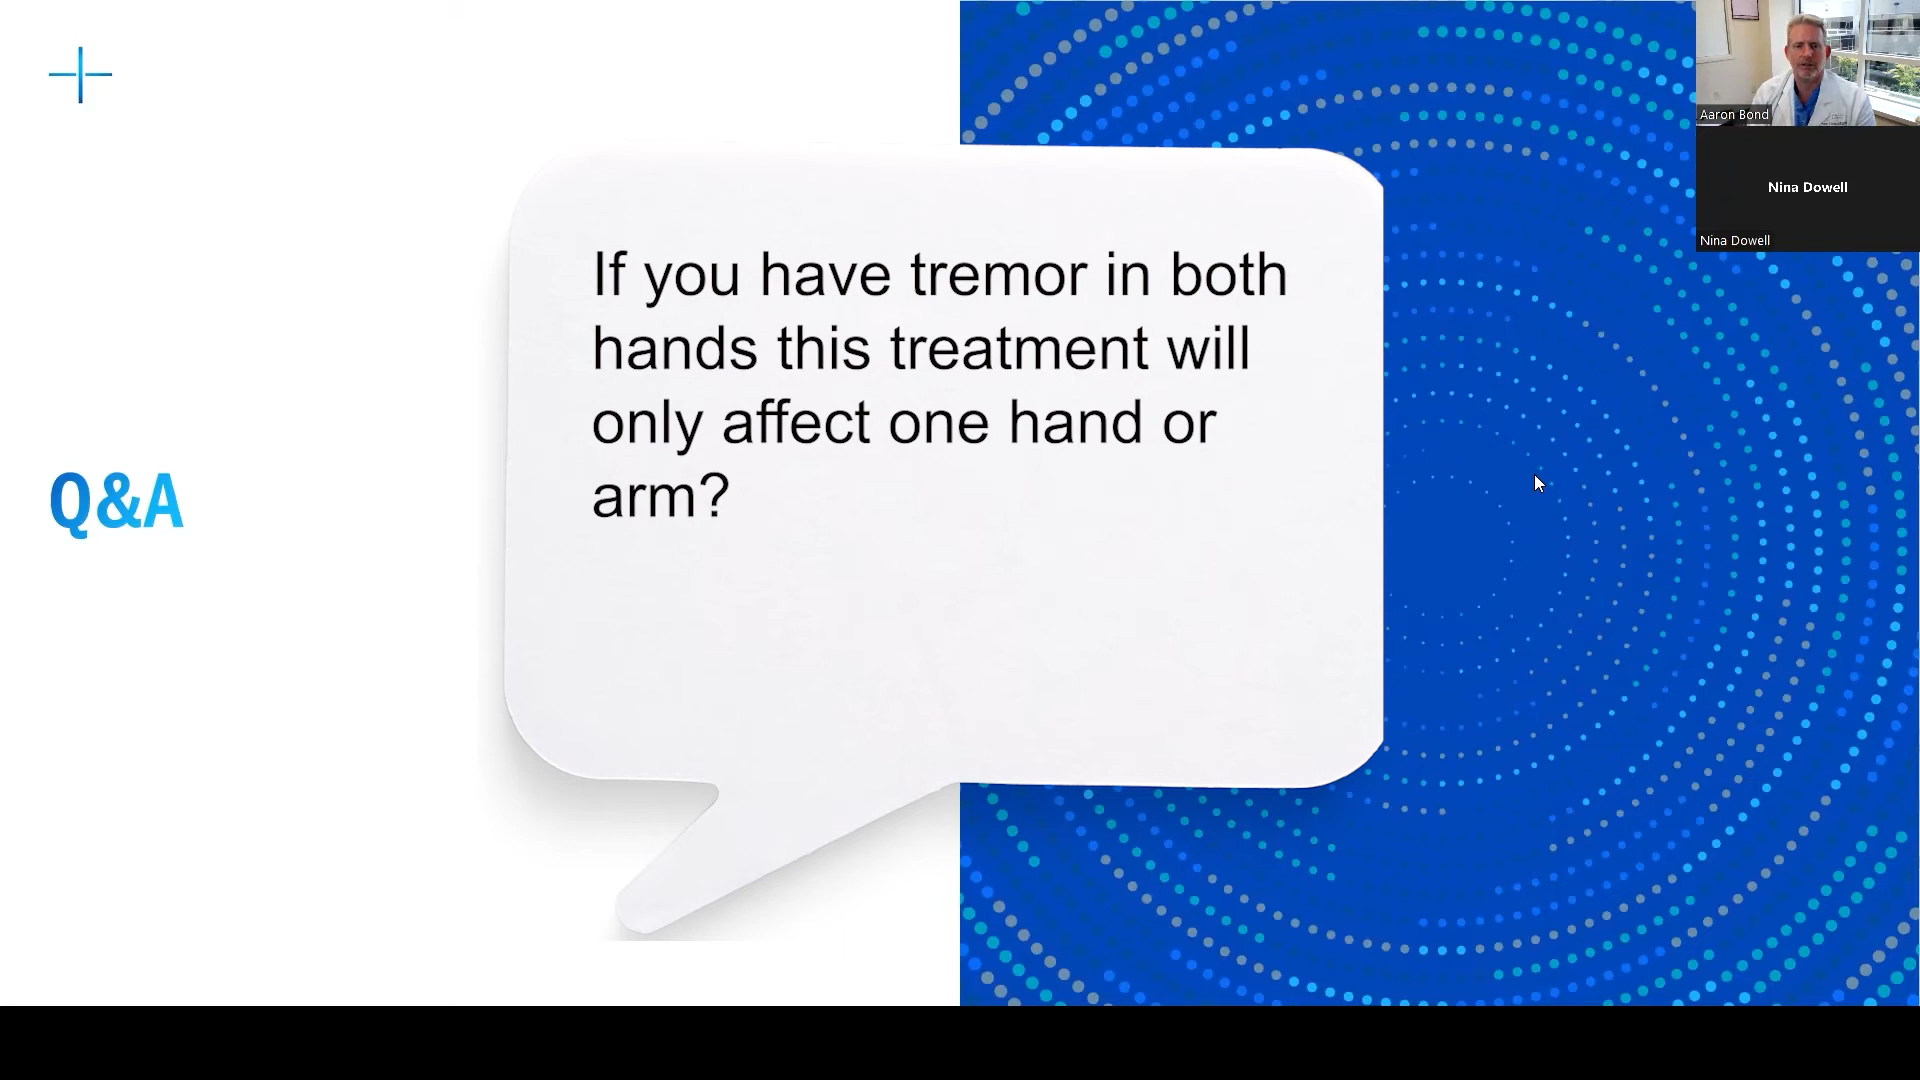 Q&A
If you have tremor in both
hands this treatment will
only affect one hand or
arm?
Aaron Bond
Nina Dowell
Nina Dowell